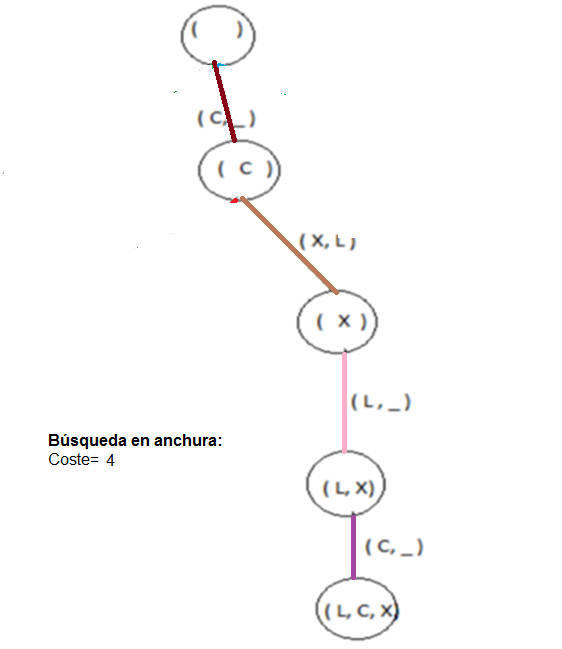 ( )
(C, _)
( C )
(X, L)
( X )
(L, _)
Búsqueda en anchura:
Coste= 4
(L, X)
(C, _)
(L, C, X)